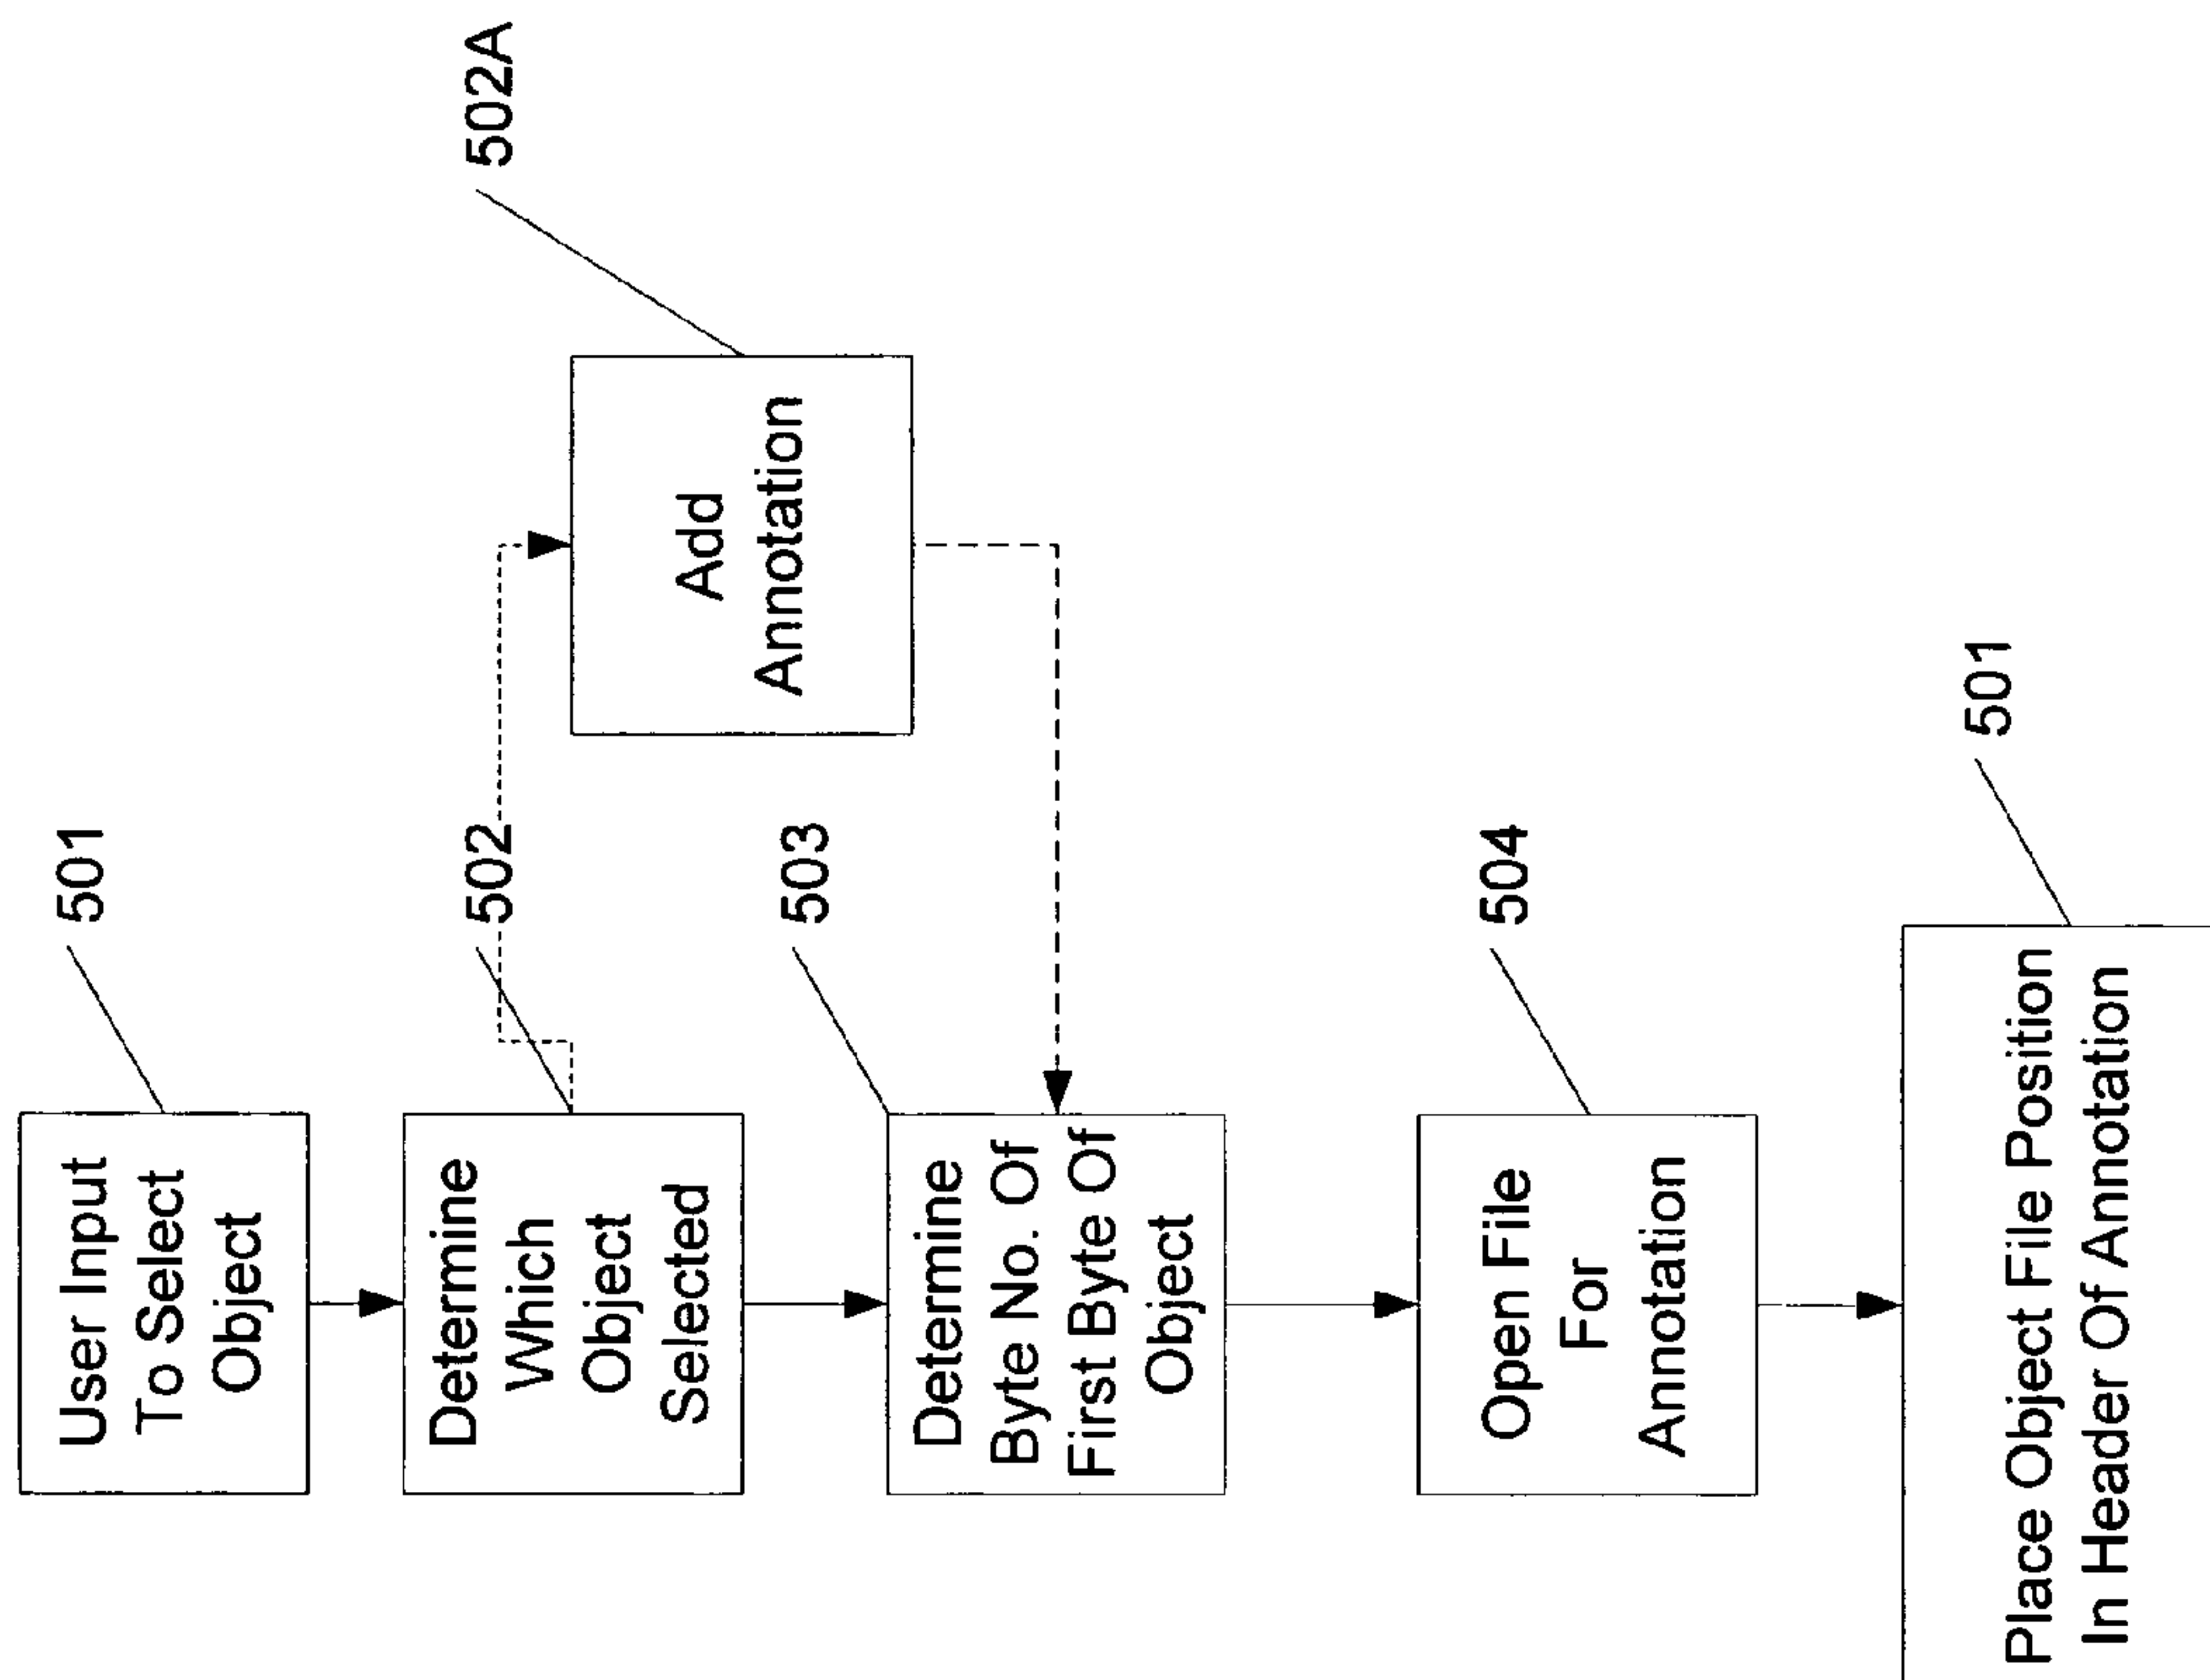 501
User Input
To Select
Object
502
Determine
Which
Object
Selected
502A
Add
Annotation
503
Determine
Byte No. Of
First Byte Of
Object
504
Open File
For
Annotation
501
Place Object File Position
In Header Of Annotation